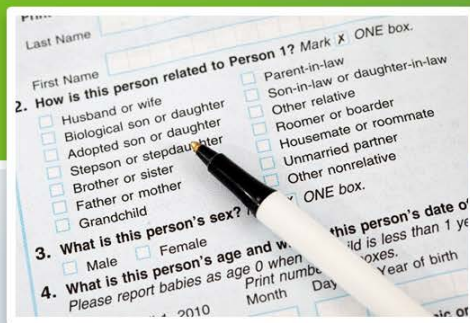 Last Name
First Name
2. How is this person related to Person 1? Mark x ONE box.
Husband or wife
Biological son or daughter
Adopted son or daughter
Stepson or stepdaughter
Brother or sister
Father or mother
Grandchild
Parent-in-law
Son-in-law or daughter-in-law
Other relative
Roomer or boarder
Housemate or roommate
Unmarried partner
Other nonrelative
3. What is this person's sex? ONE box.
Male Female
4. What is this person's age and this person's date
Please report babies as age 0 when is less than 1
Print boxes.
2010 Month Day Year of birth